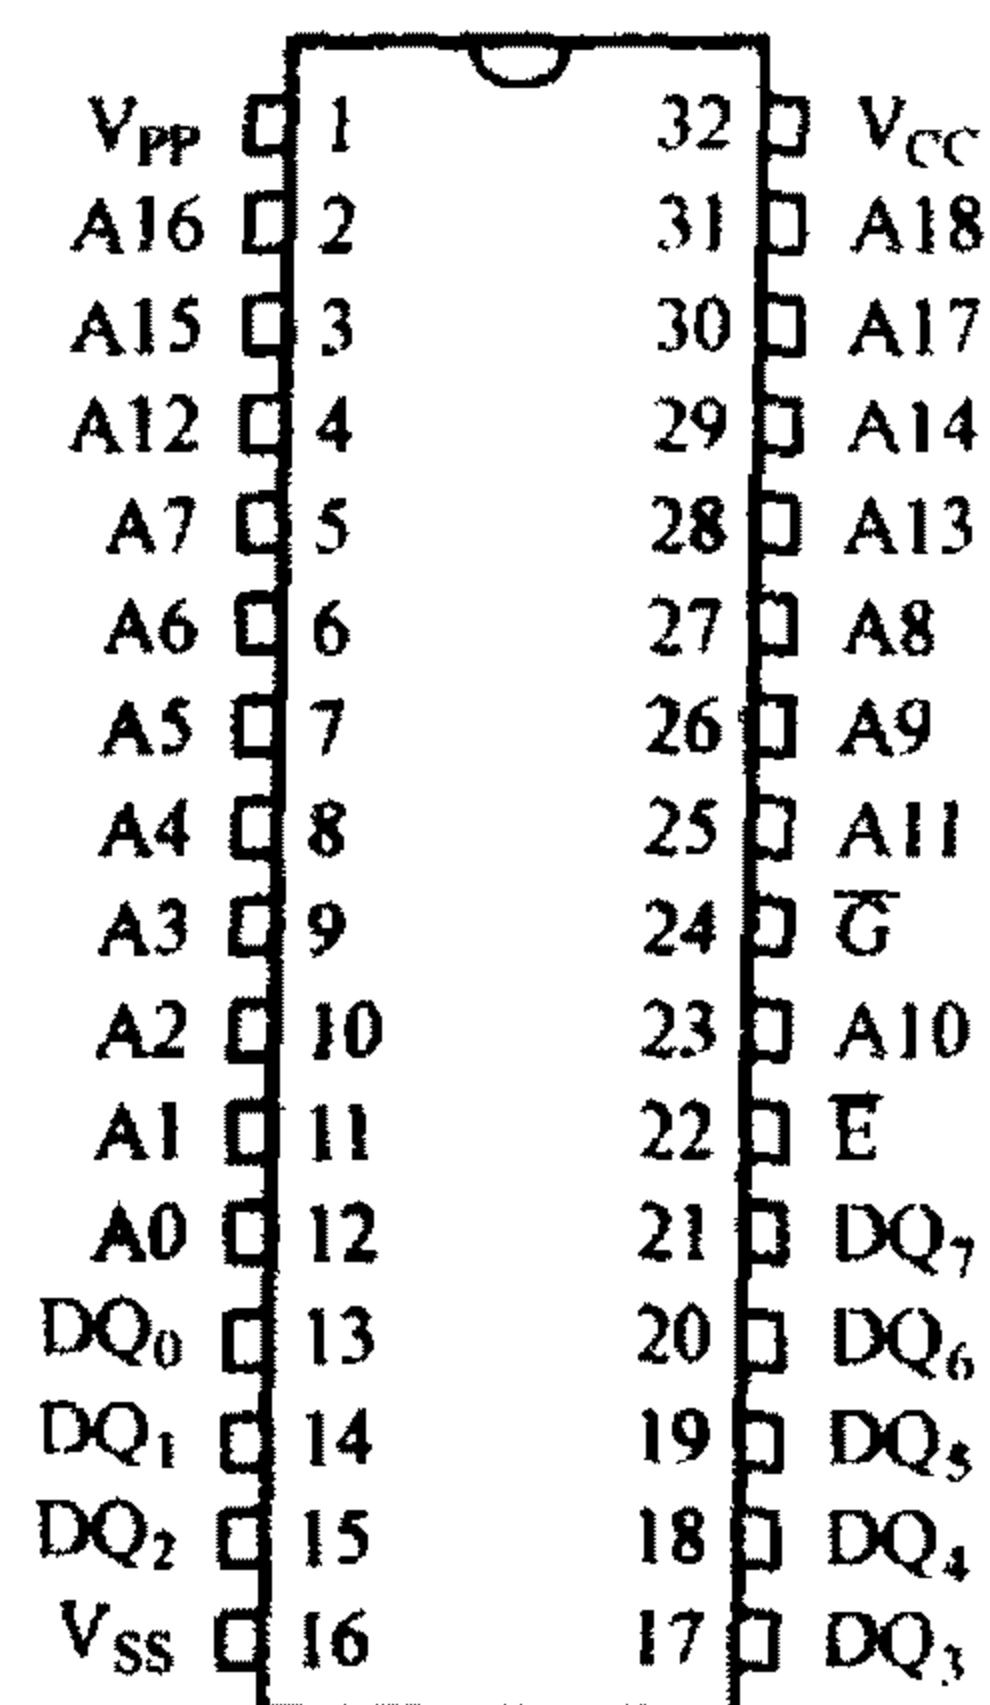 V_PP 1 32 V_CC
A16 2 31 A18
A15 3 30 A17
A12 4 29 A14
A7 5 28 A13
A6 6 27 A8
A5 7 26 A9
A4 8 25 A11
A3 9 24 G̅
A2 10 23 A10
A1 11 22 E̅
A0 12 21 DQ₇
DQ₀ 13 20 DQ₆
DQ₁ 14 19 DQ₅
DQ₂ 15 18 DQ₄
V_SS 16 17 DQ₃